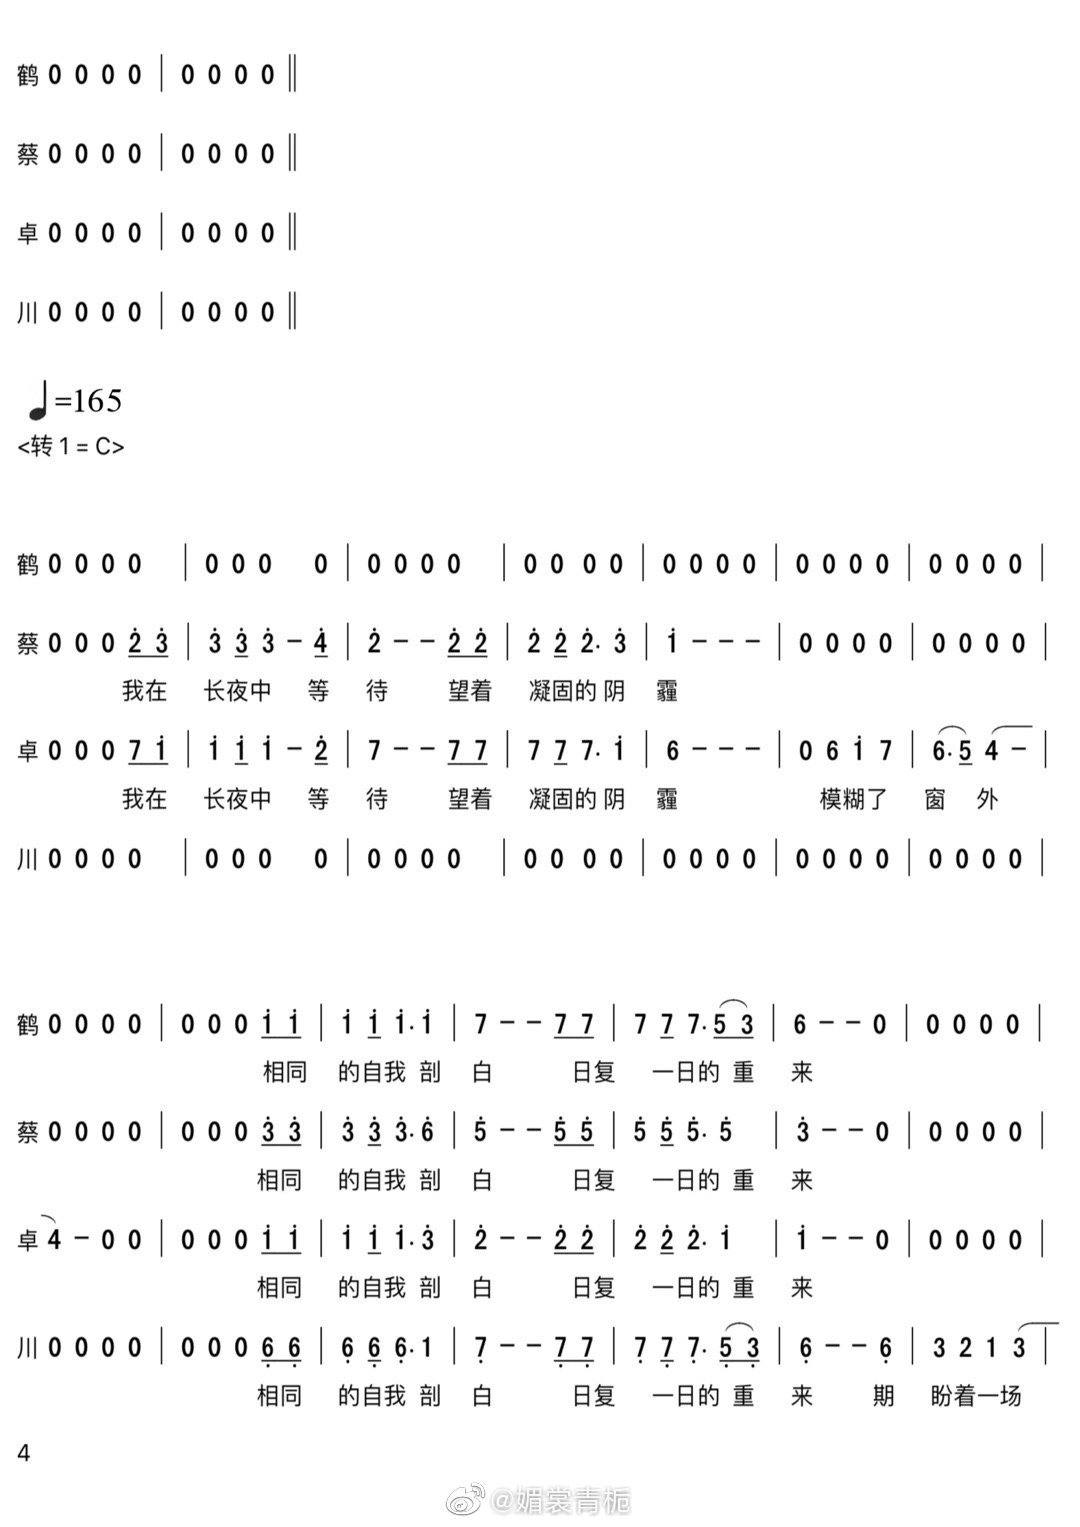 鹤 0 0 0 0 | 0 0 0 0 ‖
蔡 0 0 0 0 | 0 0 0 0 ‖
卓 0 0 0 0 | 0 0 0 0 ‖
川 0 0 0 0 | 0 0 0 0 ‖
♩=165
<转 1 = C>
鹤 0 0 0 0 | 0 0 0 0 | 0 0 0 0 | 0 0 0 0 | 0 0 0 0 | 0 0 0 0 | 0 0 0 0 |
蔡 0 0 0 2̇ 3̇ | 3̇ 3̇ 3̇ – 4̇ | 2̇ – – 2̇ 2̇ | 2̇ 2̇ 2̇. 3̇ | 1̇ – – – | 0 0 0 0 | 0 0 0 0 |
我在 长夜中 等 待 望着 凝固的 阴 霾
卓 0 0 0 7 1̇ | 1̇ 1̇ 1̇ – 2̇ | 7 – – 7 7 | 7 7 7. 1̇ | 6 – – – | 0 6 1̇ 7 | 6. 5 4 – |
我在 长夜中 等 待 望着 凝固的 阴 霾 模糊了 窗 外
川 0 0 0 0 | 0 0 0 0 | 0 0 0 0 | 0 0 0 0 | 0 0 0 0 | 0 0 0 0 | 0 0 0 0 |
鹤 0 0 0 0 | 0 0 0 1̇ 1̇ | 1̇ 1̇ 1̇. 1̇ | 7 – – 7 7 | 7 7 7. 5 3 | 6 – – 0 | 0 0 0 0 |
相同 的自我 剖 白 日复 一日的 重 来
蔡 0 0 0 0 | 0 0 0 3̇ 3̇ | 3̇ 3̇ 3̇. 6̇ | 5̇ – – 5̇ 5̇ | 5̇ 5̇ 5̇. 5̇ | 3̇ – – 0 | 0 0 0 0 |
相同 的自我 剖 白 日复 一日的 重 来
卓 4 – 0 0 | 0 0 0 1̇ 1̇ | 1̇ 1̇ 1̇. 3̇ | 2̇ – – 2̇ 2̇ | 2̇ 2̇ 2̇. 1̇ | 1̇ – – 0 | 0 0 0 0 |
相同 的自我 剖 白 日复 一日的 重 来
川 0 0 0 0 | 0 0 0 6̣ 6̣ | 6̣ 6̣ 6̣. 1 | 7̣ – – 7̣ 7̣ | 7̣ 7̣ 7̣. 5̣ 3̣ | 6̣ – – 6̣ | 3 2 1 3 |
相同 的自我 剖 白 日复 一日的 重 来 期 盼着一场
4
@媚裳青栀